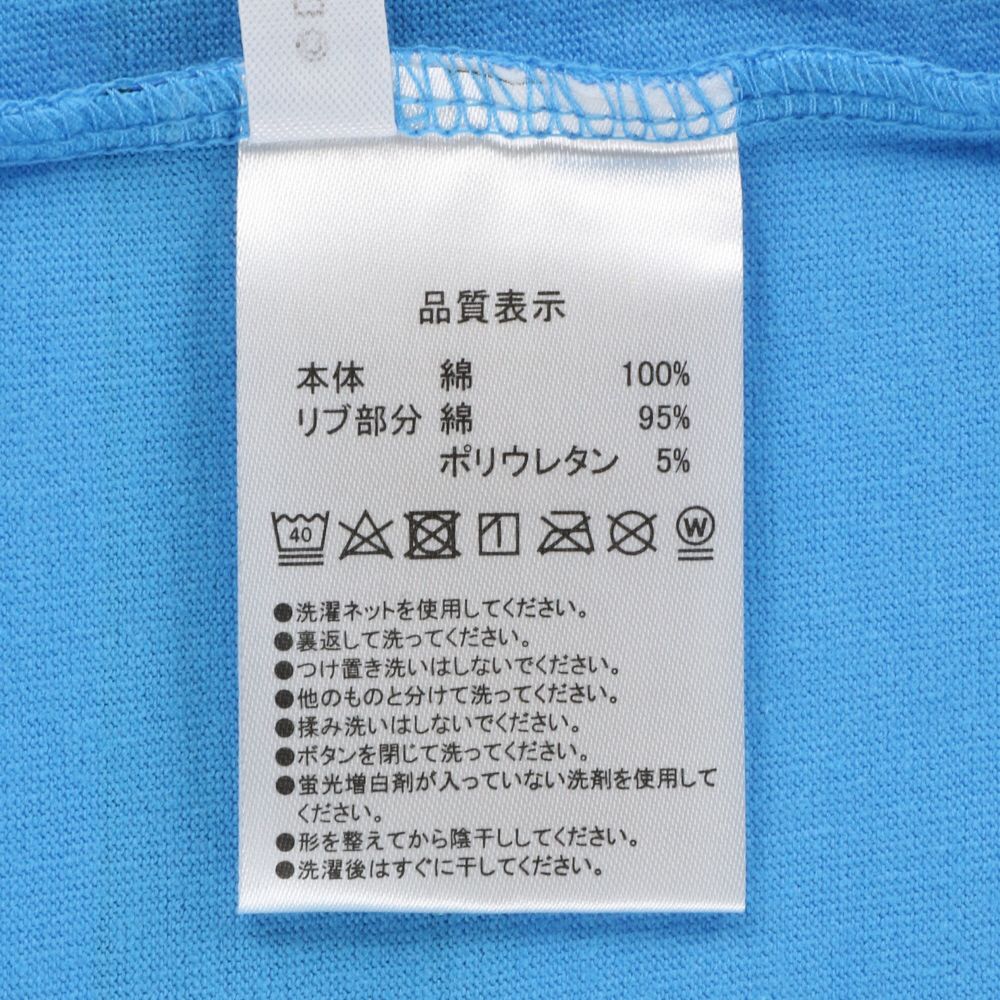 品質表示
本体 綿 100%
リブ部分 綿 95%
ポリウレタン 5%
40 W
●洗濯ネットを使用してください。
●裏返して洗ってください。
●つけ置き洗いはしないでください。
●他のものと分けて洗ってください。
●揉み洗いはしないでください。
●ボタンを閉じて洗ってください。
●蛍光増白剤が入っていない洗剤を使用して
ください。
●形を整えてから陰干ししてください。
●洗濯後はすぐに干してください。